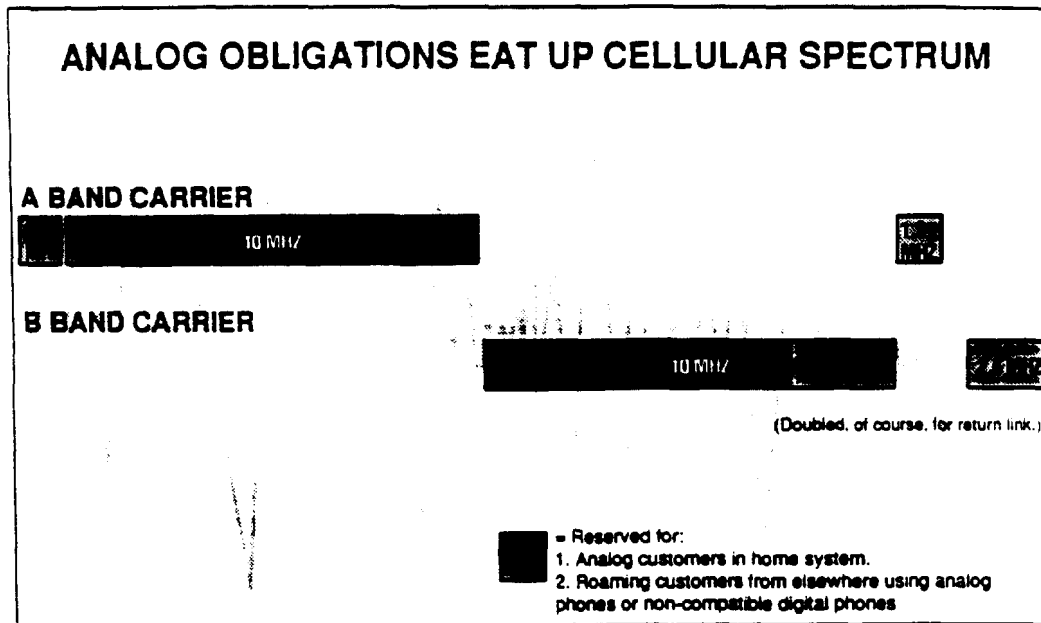 ANALOG OBLIGATIONS EAT UP CELLULAR SPECTRUM
A BAND CARRIER
10 MHZ
MHZ
B BAND CARRIER
10 MHZ
(Doubled, of course, for return link.)
= Reserved for:
1. Analog customers in home system.
2. Roaming customers from elsewhere using analog
phones or non-compatible digital phones